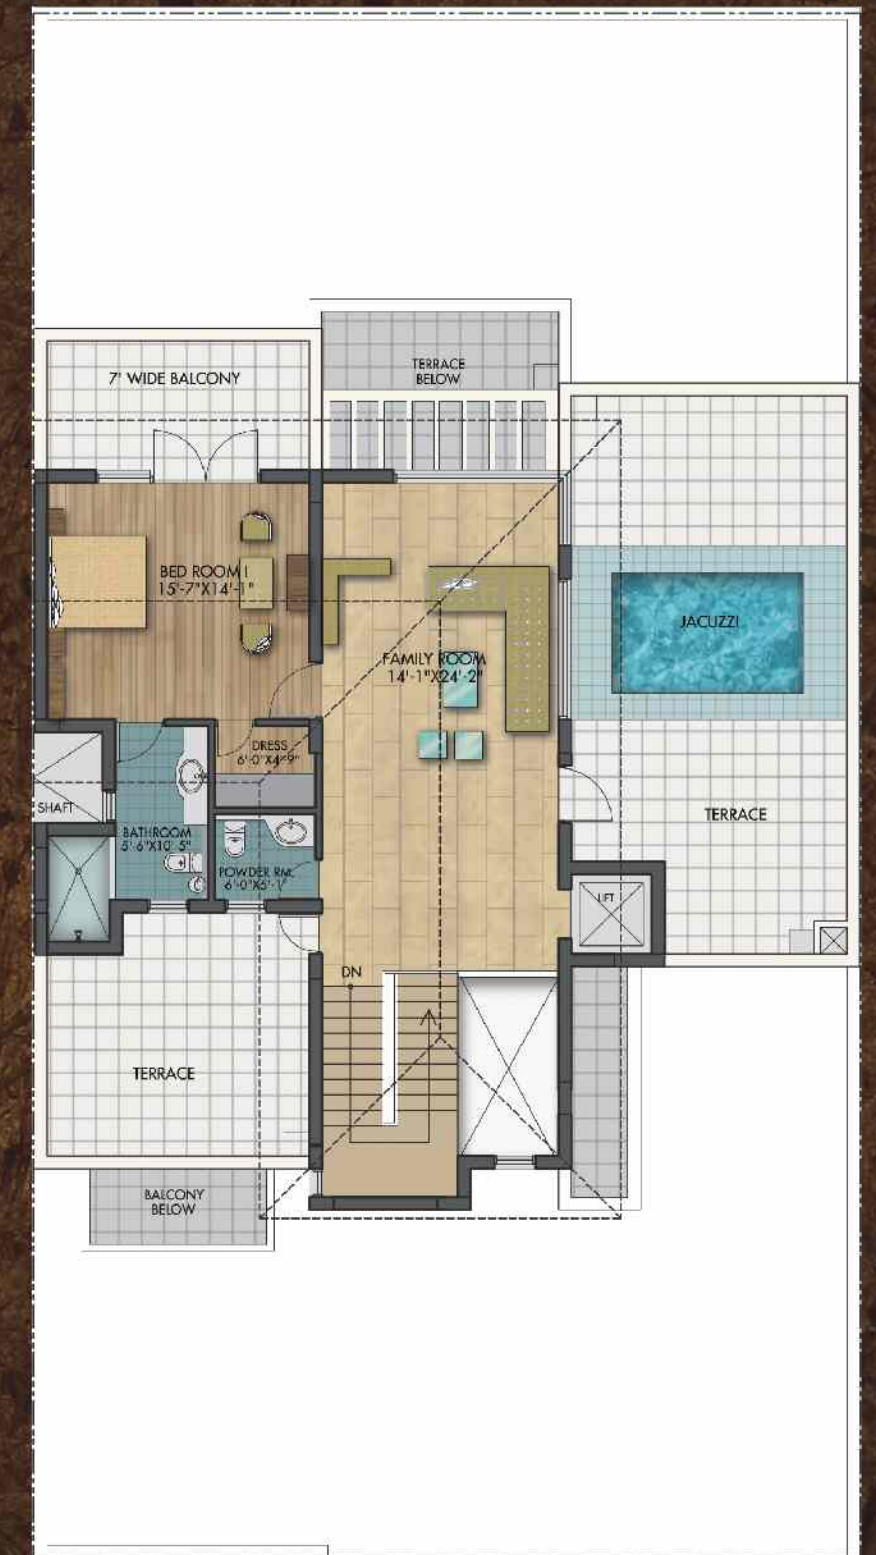 TERRACE
BELOW
7' WIDE BALCONY
BED ROOM I
15'-7"X14'-1"
JACUZZI
FAMILY ROOM
14'-1"X24'-2"
DRESS
6'-0"X4'-9"
SHAFT
TERRACE
BATHROOM
5'-6"X10'-5"
POWDER RM.
6'-0"X5'-1"
LIFT
DN
TERRACE
BALCONY
BELOW